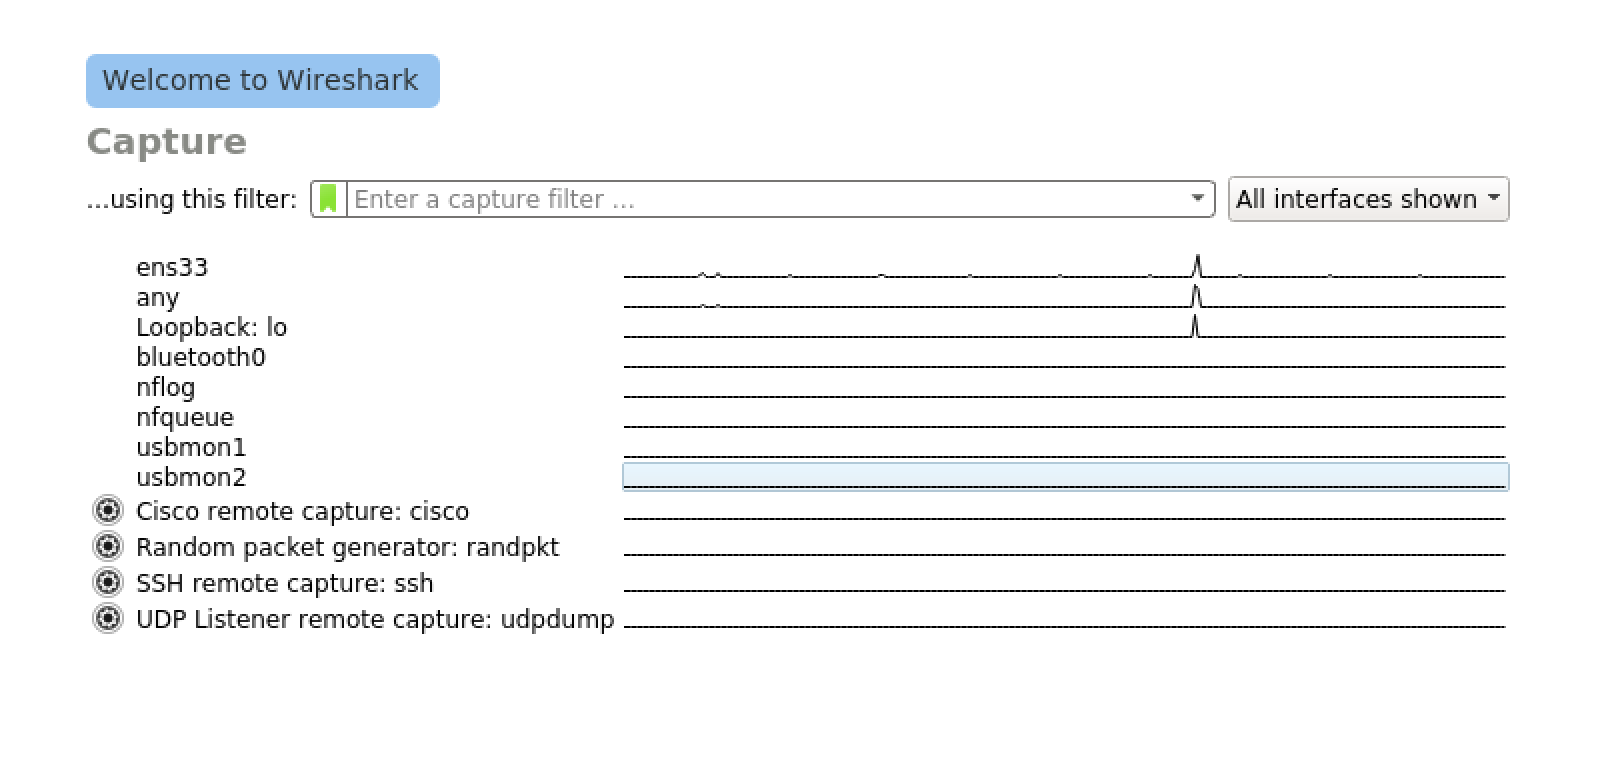 Welcome to Wireshark
Capture
...using this filter: Enter a capture filter ... All interfaces shown
ens33
any
Loopback: lo
bluetooth0
nflog
nfqueue
usbmon1
usbmon2
Cisco remote capture: cisco
Random packet generator: randpkt
SSH remote capture: ssh
UDP Listener remote capture: udpdump